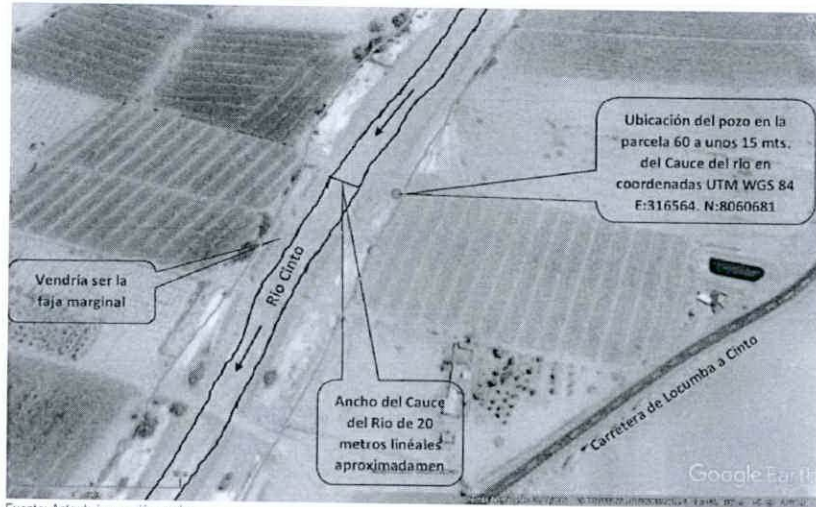 Ubicación del pozo en la
parcela 60 a unos 15 mts.
del Cauce del río en
coordenadas UTM WGS 84
E:316564. N:8060681
Vendría ser la
faja marginal
Rio Cinto
Ancho del Cauce
del Rio de 20
metros lineales
aproximadamen
Carretera de Locumba a Cinto
Google Earth